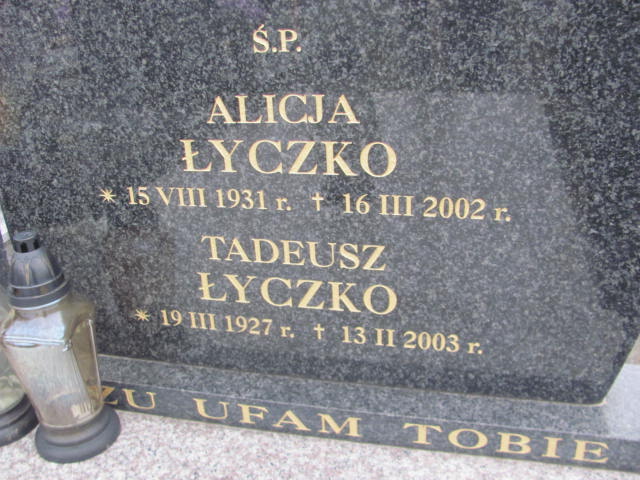 Ś.P.
ALICJA
ŁYCZKO
✶ 15 VIII 1931 r. † 16 III 2002 r.
TADEUSZ
ŁYCZKO
✶ 19 III 1927 r. † 13 II 2003 r.
ZU UFAM TOBIE